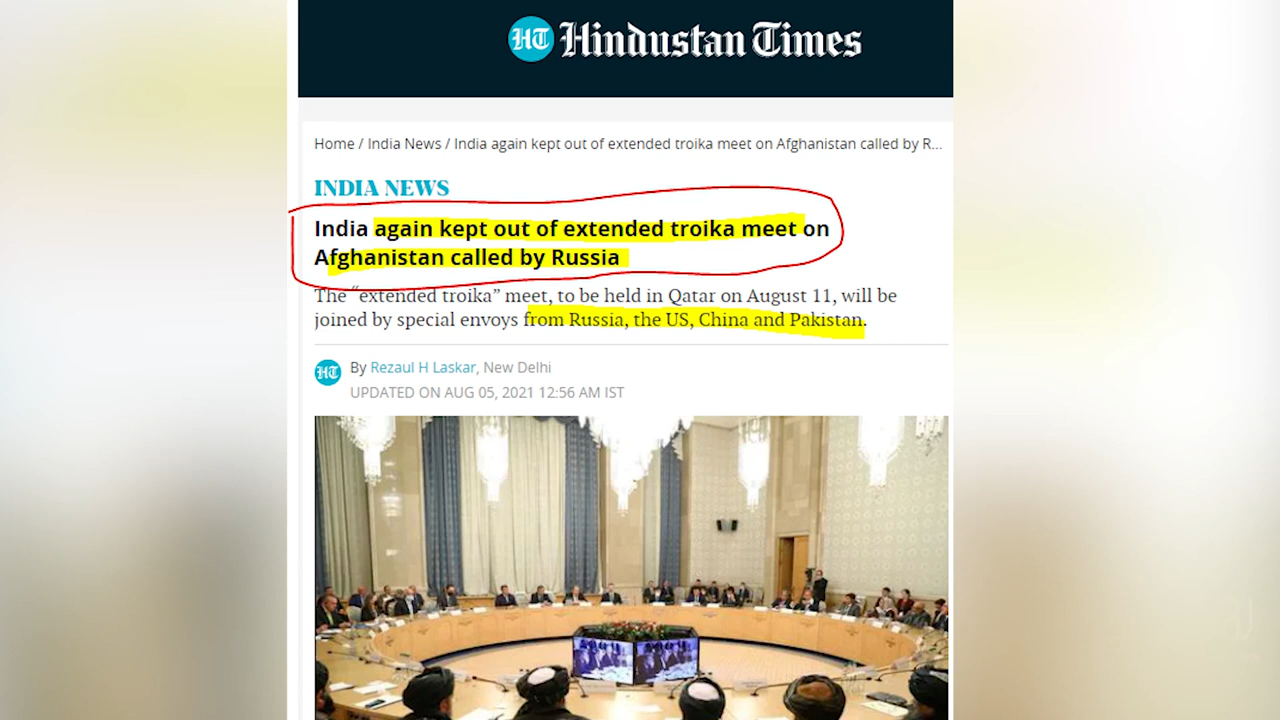 HT Hindustan Times
Home / India News / India again kept out of extended troika meet on Afghanistan called by R...
INDIA NEWS
India again kept out of extended troika meet on
Afghanistan called by Russia
The “extended troika” meet, to be held in Qatar on August 11, will be
joined by special envoys from Russia, the US, China and Pakistan.
HT By Rezaul H Laskar, New Delhi
UPDATED ON AUG 05, 2021 12:56 AM IST